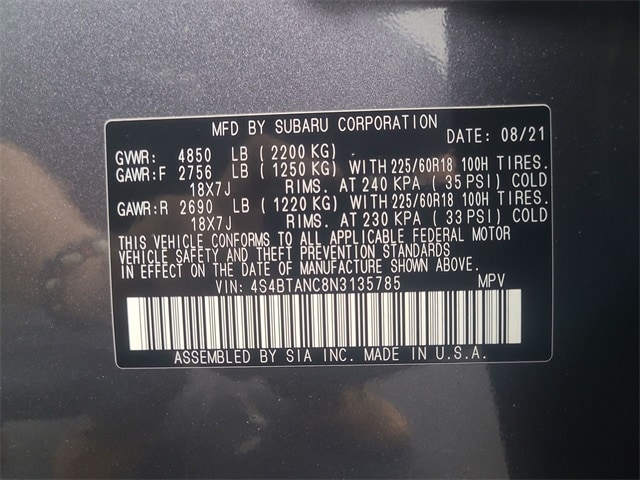 MFD BY SUBARU CORPORATION DATE: 08/21
GVWR: 4850 LB (2200 KG)
GAWR:F 2756 LB (1250 KG) WITH 225/60R18 100H TIRES.
18X7J RIMS. AT 240 KPA (35 PSI) COLD
GAWR:R 2690 LB (1220 KG) WITH 225/60R18 100H TIRES.
18X7J RIMS. AT 230 KPA (33 PSI) COLD
THIS VEHICLE CONFORMS TO ALL APPLICABLE FEDERAL MOTOR
VEHICLE SAFETY AND THEFT PREVENTION STANDARDS
IN EFFECT ON THE DATE OF MANUFACTURE SHOWN ABOVE.
VIN: 4S4BTANC8N3135785 MPV
ASSEMBLED BY SIA INC. MADE IN U.S.A.